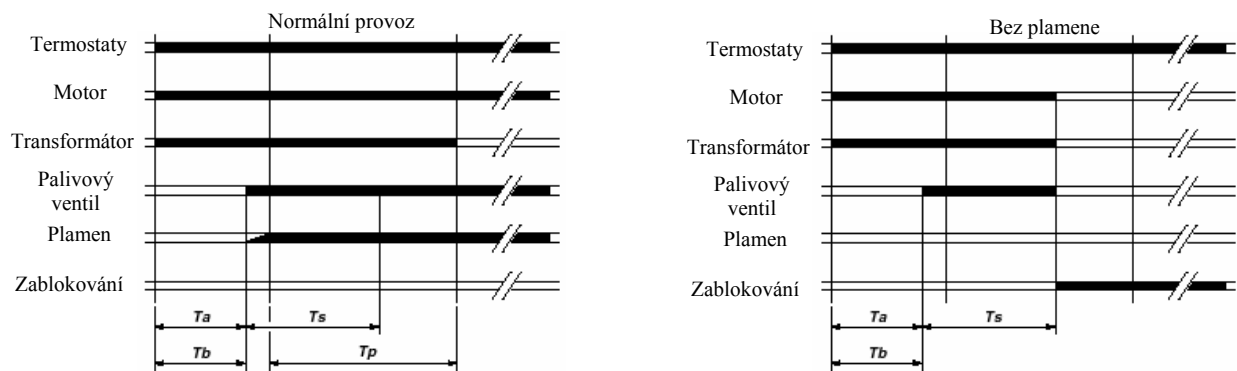 Normální provoz
Termostaty
Motor
Transformátor
Palivový
ventil
Plamen
Zablokování
Ta
Ts
Tb
Tp
Bez plamene
Termostaty
Motor
Transformátor
Palivový
ventil
Plamen
Zablokování
Ta
Ts
Tb